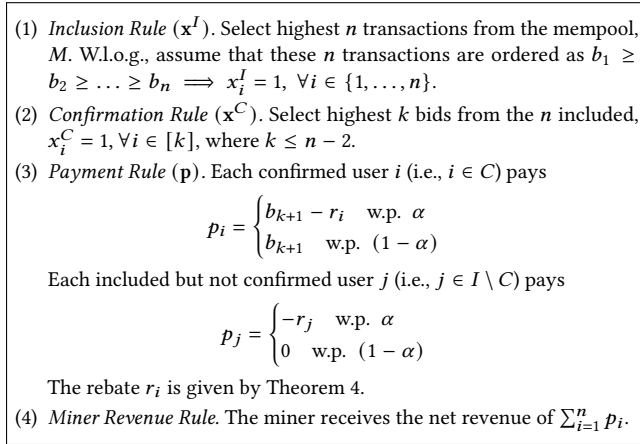 (1) Inclusion Rule (x^I). Select highest n transactions from the mempool,
M. W.l.o.g., assume that these n transactions are ordered as b_1 ≥
b_2 ≥ . . . ≥ b_n ⟹ x_i^I = 1, ∀i ∈ {1, . . . , n}.
(2) Confirmation Rule (x^C). Select highest k bids from the n included,
x_i^C = 1, ∀i ∈ [k], where k ≤ n − 2.
(3) Payment Rule (p). Each confirmed user i (i.e., i ∈ C) pays
p_i = { b_{k+1} − r_i w.p. α
b_{k+1} w.p. (1 − α)
Each included but not confirmed user j (i.e., j ∈ I \ C) pays
p_j = { −r_j w.p. α
0 w.p. (1 − α)
The rebate r_i is given by Theorem 4.
(4) Miner Revenue Rule. The miner receives the net revenue of ∑_{i=1}^n p_i.